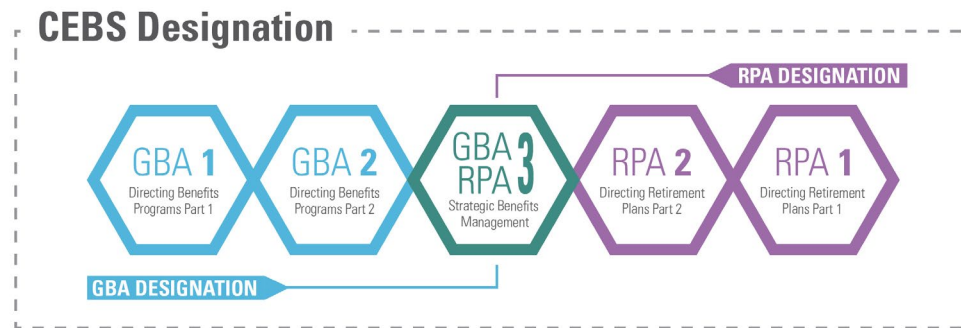 CEBS Designation
RPA DESIGNATION
GBA 1
Directing Benefits
Programs Part 1
GBA 2
Directing Benefits
Programs Part 2
GBA
RPA 3
Strategic Benefits
Management
RPA 2
Directing Retirement
Plans Part 2
RPA 1
Directing Retirement
Plans Part 1
GBA DESIGNATION